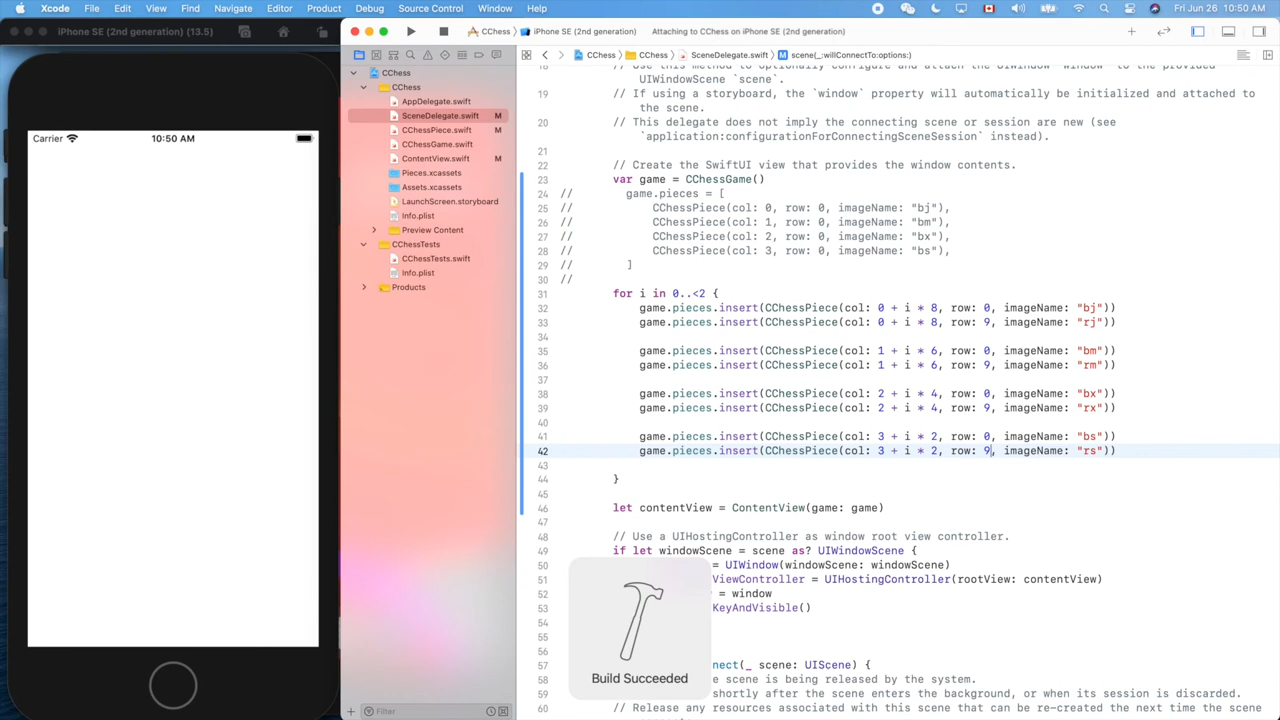 Xcode File Edit View Find Navigate Editor Product Debug Source Control Window Help Fri Jun 26 10:50 AM
iPhone SE (2nd generation) (13.5)
CChess iPhone SE (2nd generation) Attaching to CChess on iPhone SE (2nd generation)
CChess CChess SceneDelegate.swift M scene(_:willConnectTo:options:)
Carrier 10:50 AM
CChess
CChess
AppDelegate.swift
SceneDelegate.swift M
CChessPiece.swift M
CChessGame.swift
ContentView.swift M
Pieces.xcassets
Assets.xcassets
LaunchScreen.storyboard
Info.plist
Preview Content
CChessTests
CChessTests.swift
Info.plist
Products
Filter
UIWindowScene `scene`.
19 // If using a storyboard, the `window` property will automatically be initialized and attached to
the scene.
20 // This delegate does not imply the connecting scene or session are new (see
`application:configurationForConnectingSceneSession` instead).
21
22 // Create the SwiftUI view that provides the window contents.
23 var game = CChessGame()
24 // game.pieces = [
25 // CChessPiece(col: 0, row: 0, imageName: "bj"),
26 // CChessPiece(col: 1, row: 0, imageName: "bm"),
27 // CChessPiece(col: 2, row: 0, imageName: "bx"),
28 // CChessPiece(col: 3, row: 0, imageName: "bs"),
29 // ]
30 //
31 for i in 0..<2 {
32 game.pieces.insert(CChessPiece(col: 0 + i * 8, row: 0, imageName: "bj"))
33 game.pieces.insert(CChessPiece(col: 0 + i * 8, row: 9, imageName: "rj"))
34
35 game.pieces.insert(CChessPiece(col: 1 + i * 6, row: 0, imageName: "bm"))
36 game.pieces.insert(CChessPiece(col: 1 + i * 6, row: 9, imageName: "rm"))
37
38 game.pieces.insert(CChessPiece(col: 2 + i * 4, row: 0, imageName: "bx"))
39 game.pieces.insert(CChessPiece(col: 2 + i * 4, row: 9, imageName: "rx"))
40
41 game.pieces.insert(CChessPiece(col: 3 + i * 2, row: 0, imageName: "bs"))
42 game.pieces.insert(CChessPiece(col: 3 + i * 2, row: 9, imageName: "rs"))
43
44 }
45
46 let contentView = ContentView(game: game)
47
48 // Use a UIHostingController as window root view controller.
49 if let windowScene = scene as? UIWindowScene {
50 = UIWindow(windowScene: windowScene)
51 ViewController = UIHostingController(rootView: contentView)
52 = window
53 KeyAndVisible()
54
55
56
57 nect(_ scene: UIScene) {
58 e scene is being released by the system.
59 shortly after the scene enters the background, or when its session is discarded.
60 // Release any resources associated with this scene that can be re-created the next time the scene
Build Succeeded